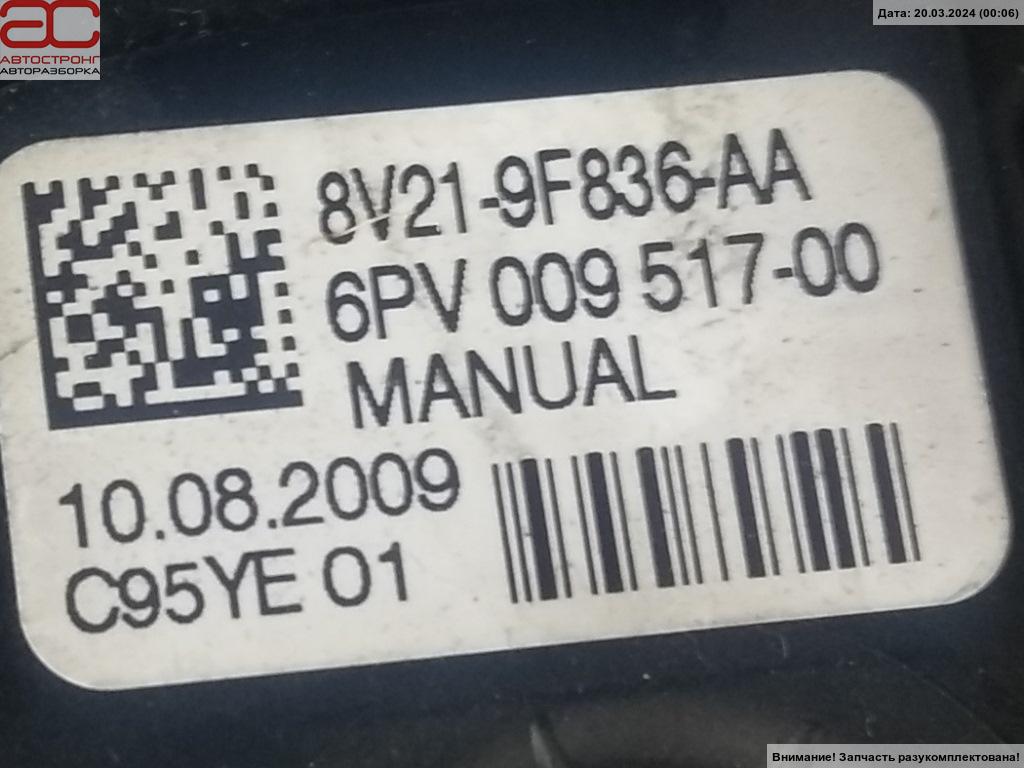 АВТОСТРОНГ
АВТОРАЗБОРКА
Дата: 20.03.2024 (00:06)
8V21-9F836-AA
6PV 009 517-00
MANUAL
10.08.2009
C95YE 01
Внимание! Запчасть разукомплектована!